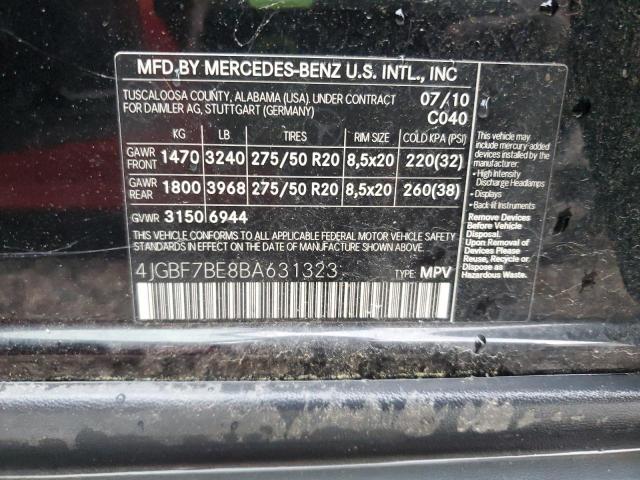 MFD.BY MERCEDES-BENZ U.S. INTL., INC
TUSCALOOSA COUNTY, ALABAMA (USA). UNDER CONTRACT 07/10
FOR DAIMLER AG, STUTTGART (GERMANY) C040
KG LB TIRES RIM SIZE COLD KPA (PSI)
GAWR FRONT 1470 3240 275/50 R20 8,5x20 220(32)
GAWR REAR 1800 3968 275/50 R20 8,5x20 260(38)
GVWR 3150 6944
THIS VEHICLE CONFORMS TO ALL APPLICABLE FEDERAL MOTOR VEHICLE SAFETY
STANDARDS IN EFFECT ON THE DATE OF MANUFACTURE SHOWN ABOVE.
4JGBF7BE8BA631323 TYPE: MPV
This vehicle may
include mercury-added
devices installed by the
manufacturer:
• High Intensity
Discharge Headlamps
• Displays
• Back-lit Instruments
Remove Devices
Before Vehicle
Disposal.
Upon Removal of
Devices Please
Reuse, Recycle or
Dispose as
Hazardous Waste.